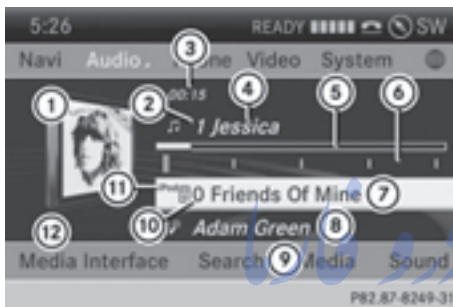 5:26 READY SW
Navi Audio Video System
3
00:15
1 2 4 5 6
1 Jessica
11
0 Friends Of Mine 7
10
Adam Green 8
12
Media Interface Search 9 Media Sound
P82.87-8249-31